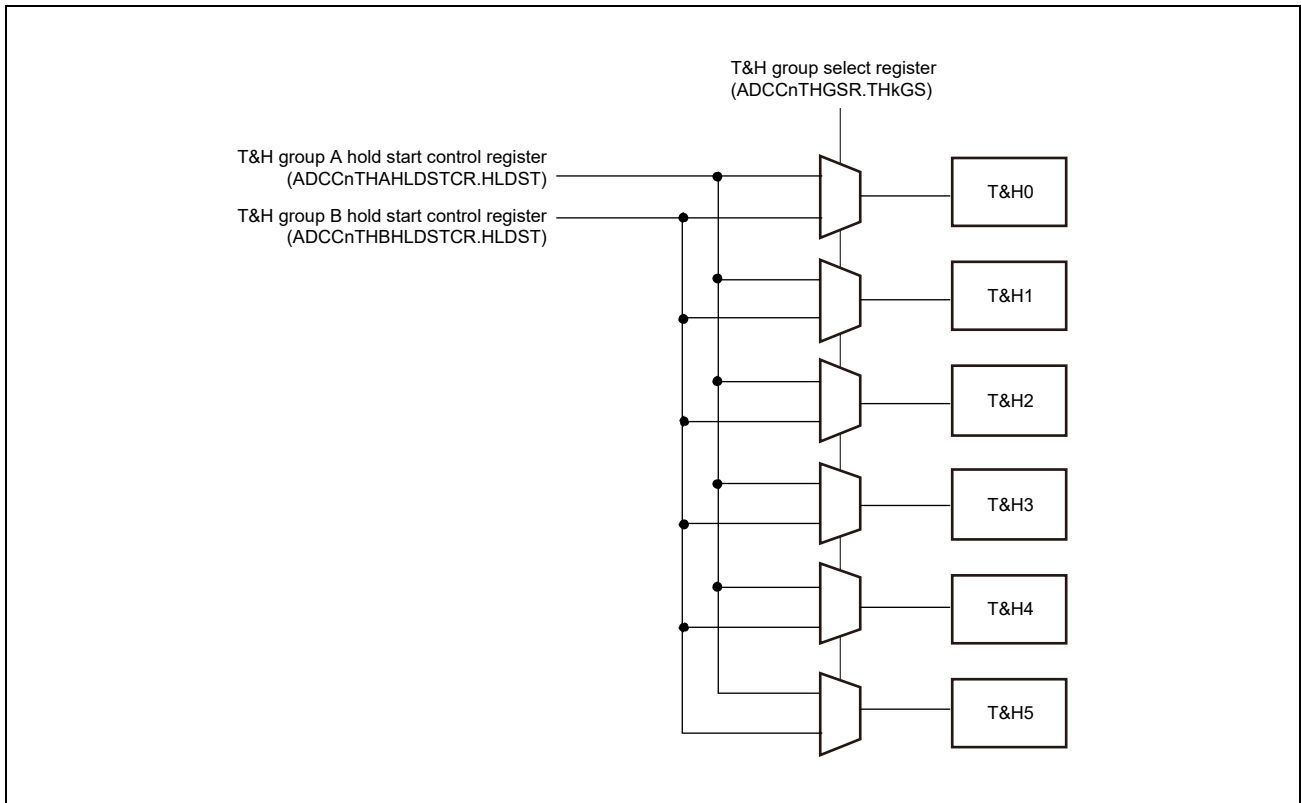 T&H group select register
(ADCCnTHGSR.THkGS)
T&H group A hold start control register
(ADCCnTHAHLDSTCR.HLDST)
T&H group B hold start control register
(ADCCnTHBHLDSTCR.HLDST)
T&H0
T&H1
T&H2
T&H3
T&H4
T&H5